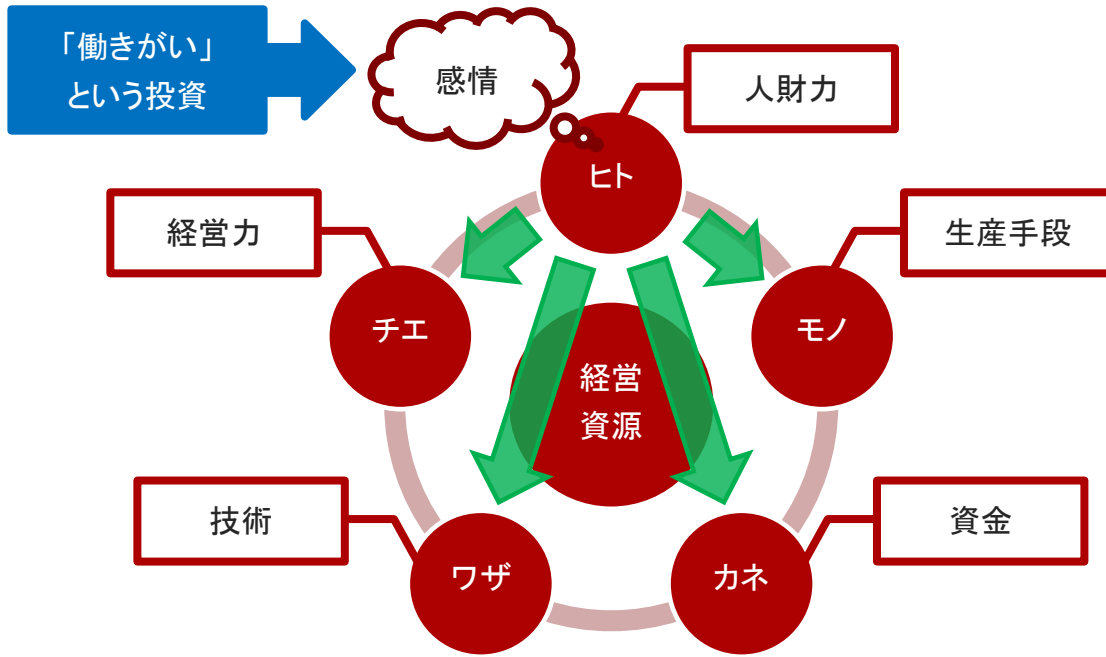 「働きがい」
という投資
感情
人財力
ヒト
経営力
生産手段
チエ
モノ
経営
資源
技術
資金
ワザ
カネ